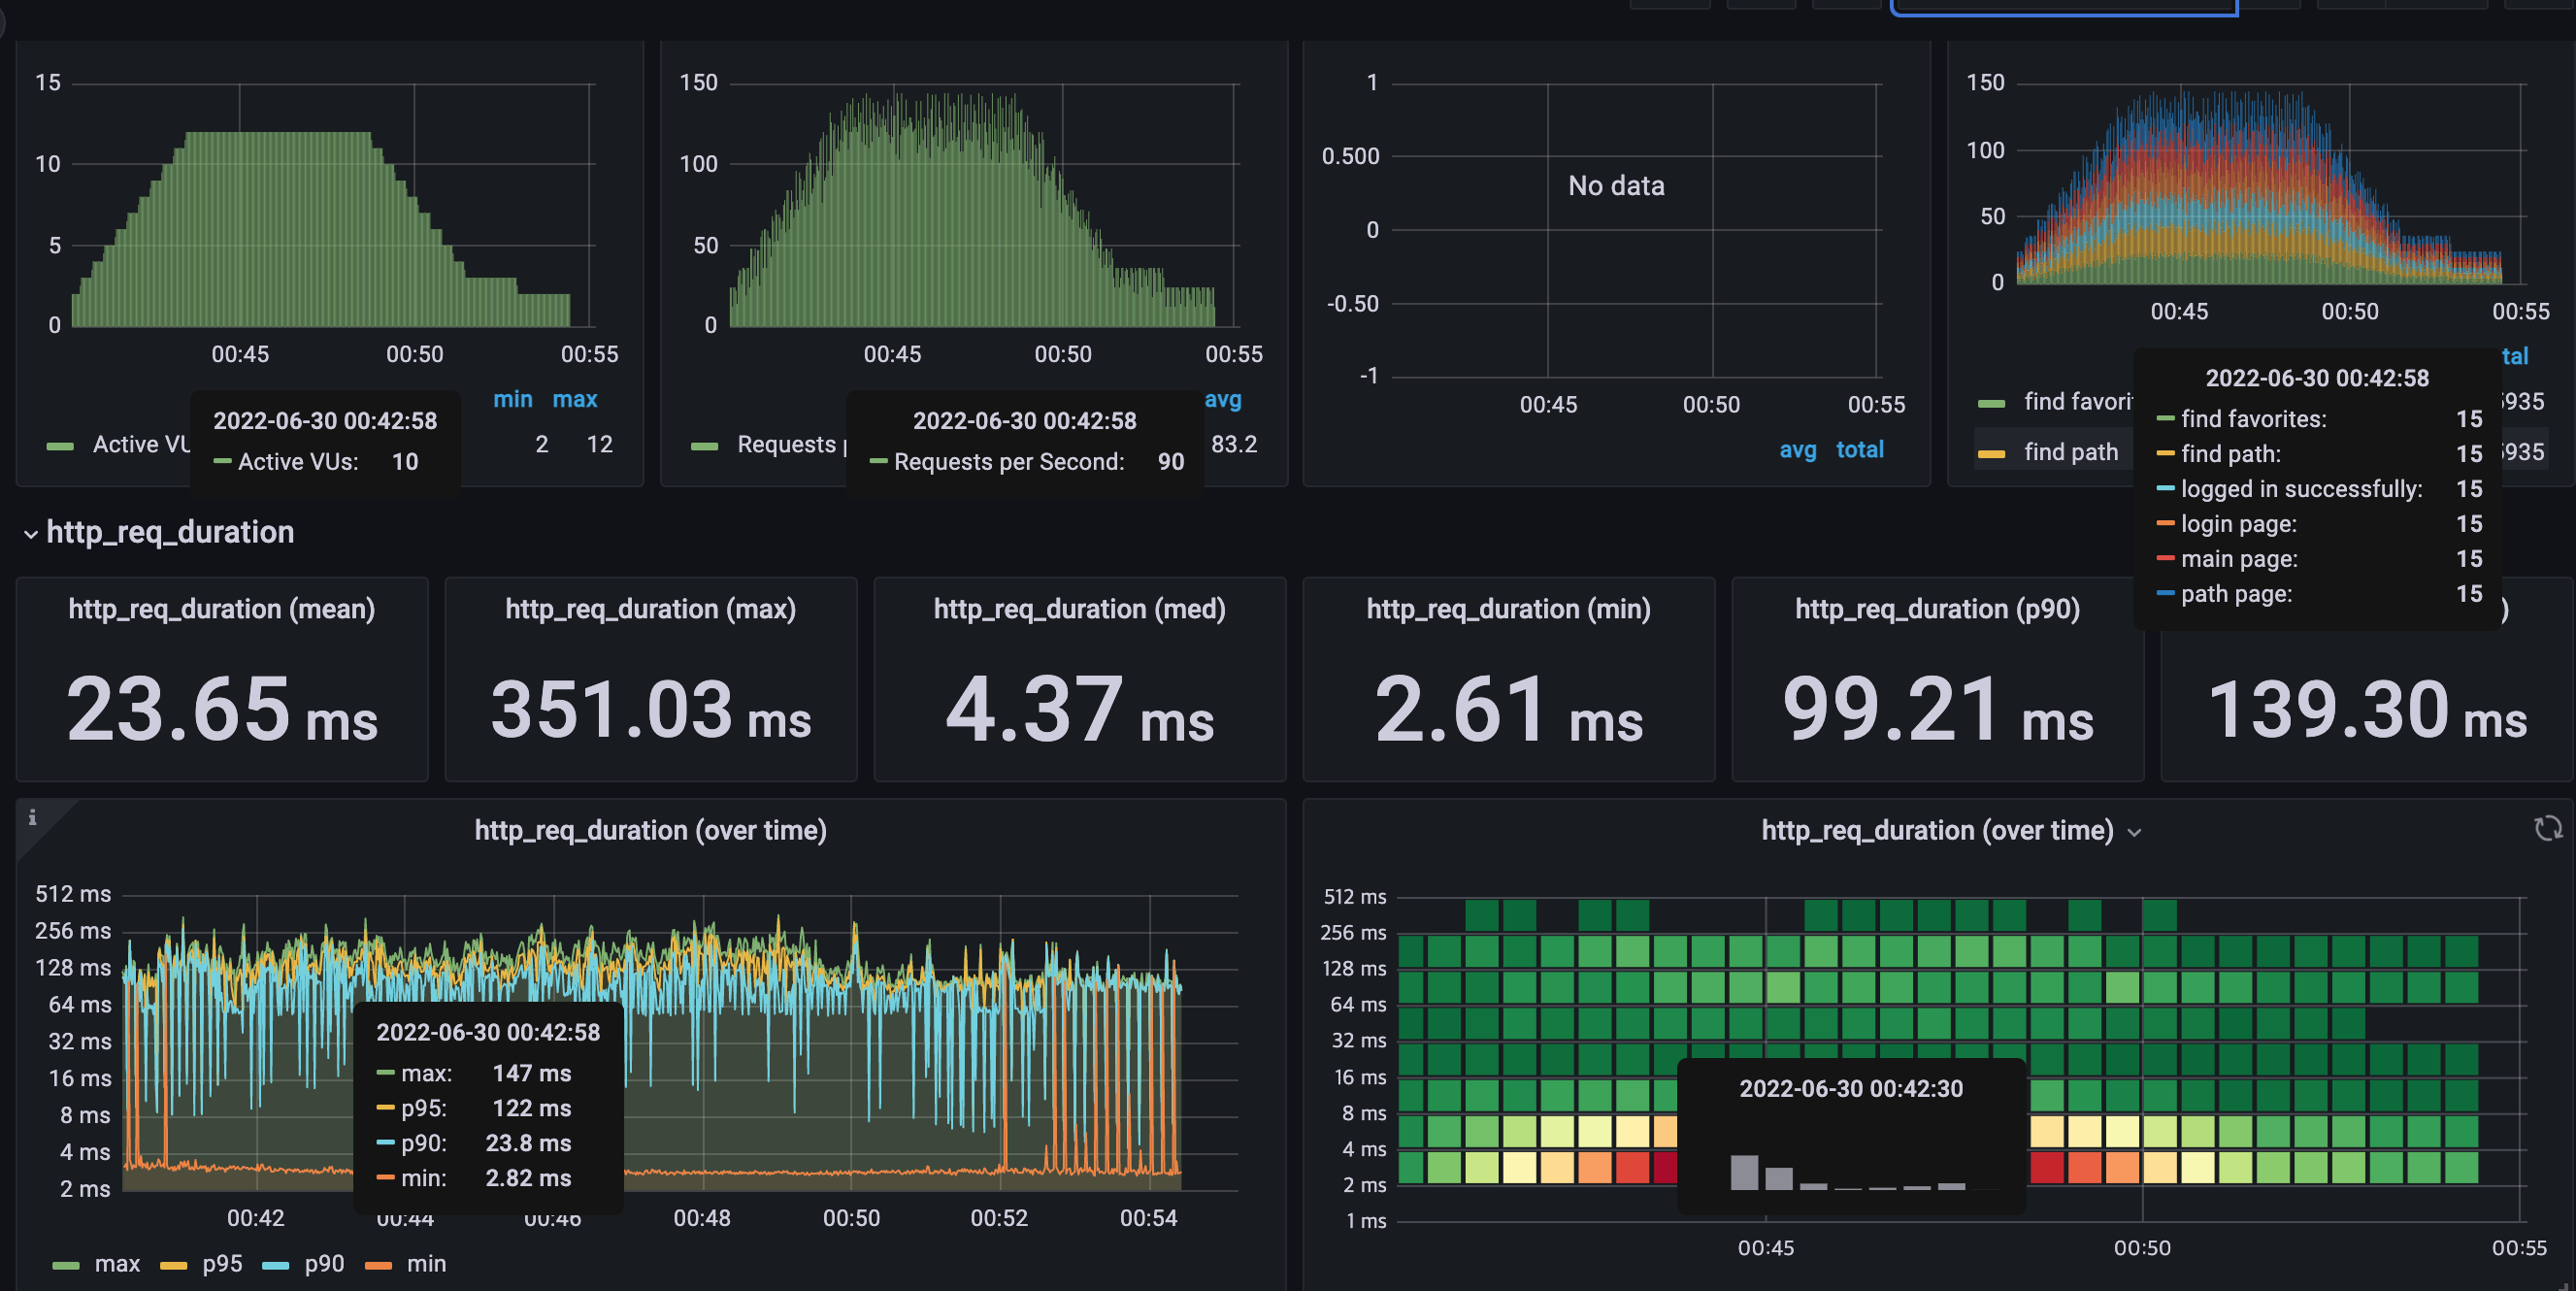 15
10
5
0
00:45
00:50
00:55
min
max
Active VU
2
12
2022-06-30 00:42:58
Active VUs: 10
150
100
50
0
00:45
00:50
00:55
avg
Requests
83.2
2022-06-30 00:42:58
Requests per Second: 90
1
0.500
0
-0.50
-1
No data
00:45
00:50
00:55
avg
total
150
100
50
0
00:45
00:50
00:55
tal
find favori
5935
find path
5935
2022-06-30 00:42:58
find favorites: 15
find path: 15
logged in successfully: 15
login page: 15
main page: 15
path page: 15
http_req_duration
http_req_duration (mean)
23.65 ms
http_req_duration (max)
351.03 ms
http_req_duration (med)
4.37 ms
http_req_duration (min)
2.61 ms
http_req_duration (p90)
99.21 ms
)
139.30 ms
i
http_req_duration (over time)
512 ms
256 ms
128 ms
64 ms
32 ms
16 ms
8 ms
4 ms
2 ms
2022-06-30 00:42:58
max: 147 ms
p95: 122 ms
p90: 23.8 ms
min: 2.82 ms
00:42
00:44
00:46
00:48
00:50
00:52
00:54
max
p95
p90
min
http_req_duration (over time)
512 ms
256 ms
128 ms
64 ms
32 ms
16 ms
8 ms
4 ms
2 ms
1 ms
2022-06-30 00:42:30
00:45
00:50
00:55